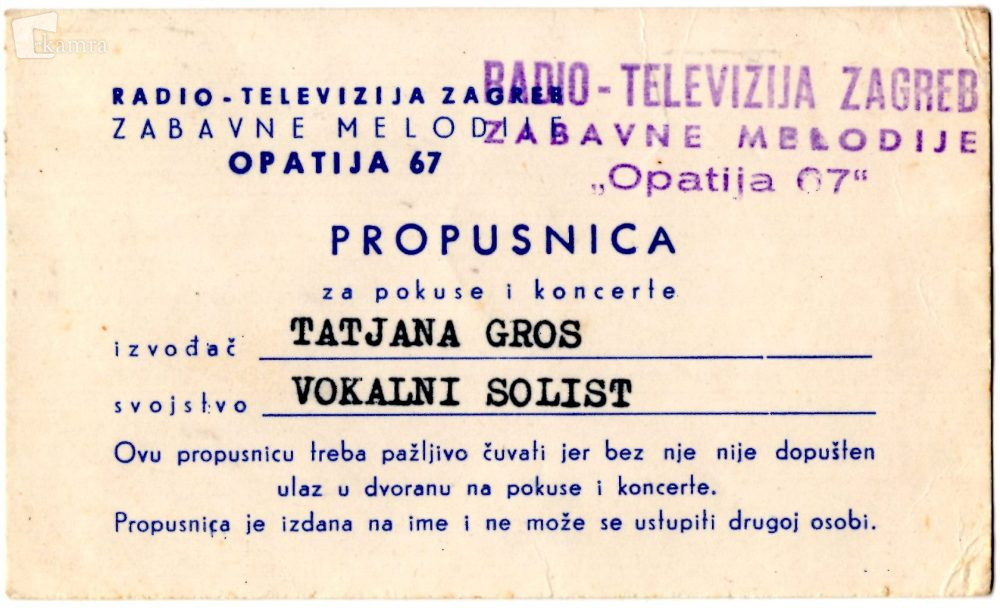 kamra
RADIO-TELEVIZIJA ZAGREB
ZABAVNE MELODIJE
OPATIJA 67
RADIO-TELEVIZIJA ZAGREB
ZABAVNE MELODIJE
„Opatija 67“
PROPUSNICA
za pokuse i koncerte
izvođač TATJANA GROS
svojstvo VOKALNI SOLIST
Ovu propusnicu treba pažljivo čuvati jer bez nje nije dopušten
ulaz u dvoranu na pokuse i koncerte.
Propusnica je izdana na ime i ne može se ustupiti drugoj osobi.